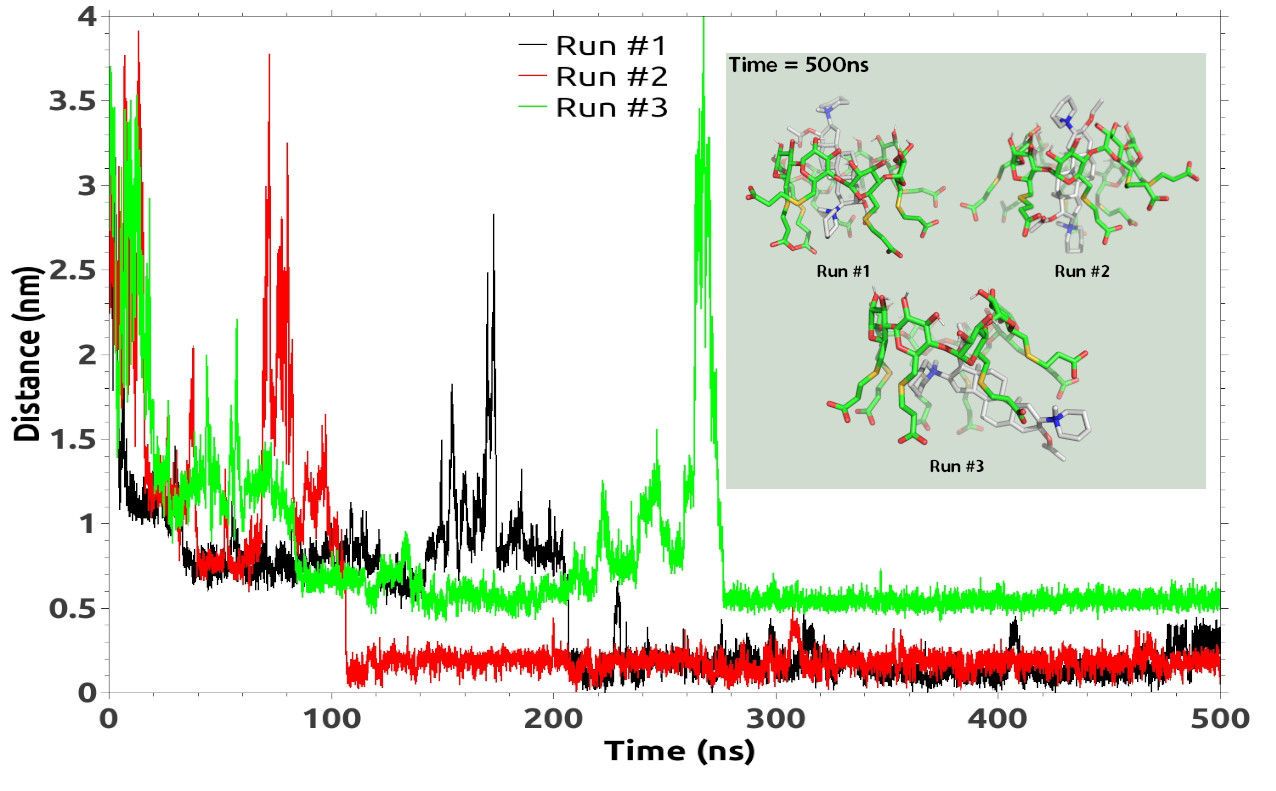 4
3.5
3
2.5
2
1.5
1
0.5
0
Distance (nm)
Run #1
Run #2
Run #3
Time = 500ns
Run #1
Run #2
Run #3
0
100
200
300
400
500
Time (ns)